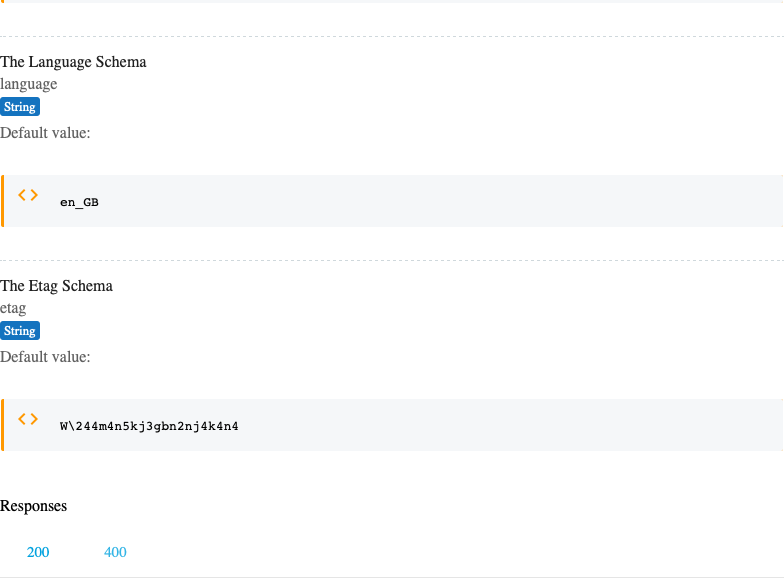 The Language Schema
language
String
Default value:
<> en_GB
The Etag Schema
etag
String
Default value:
<> W\244m4n5kj3gbn2nj4k4n4
Responses
200 400